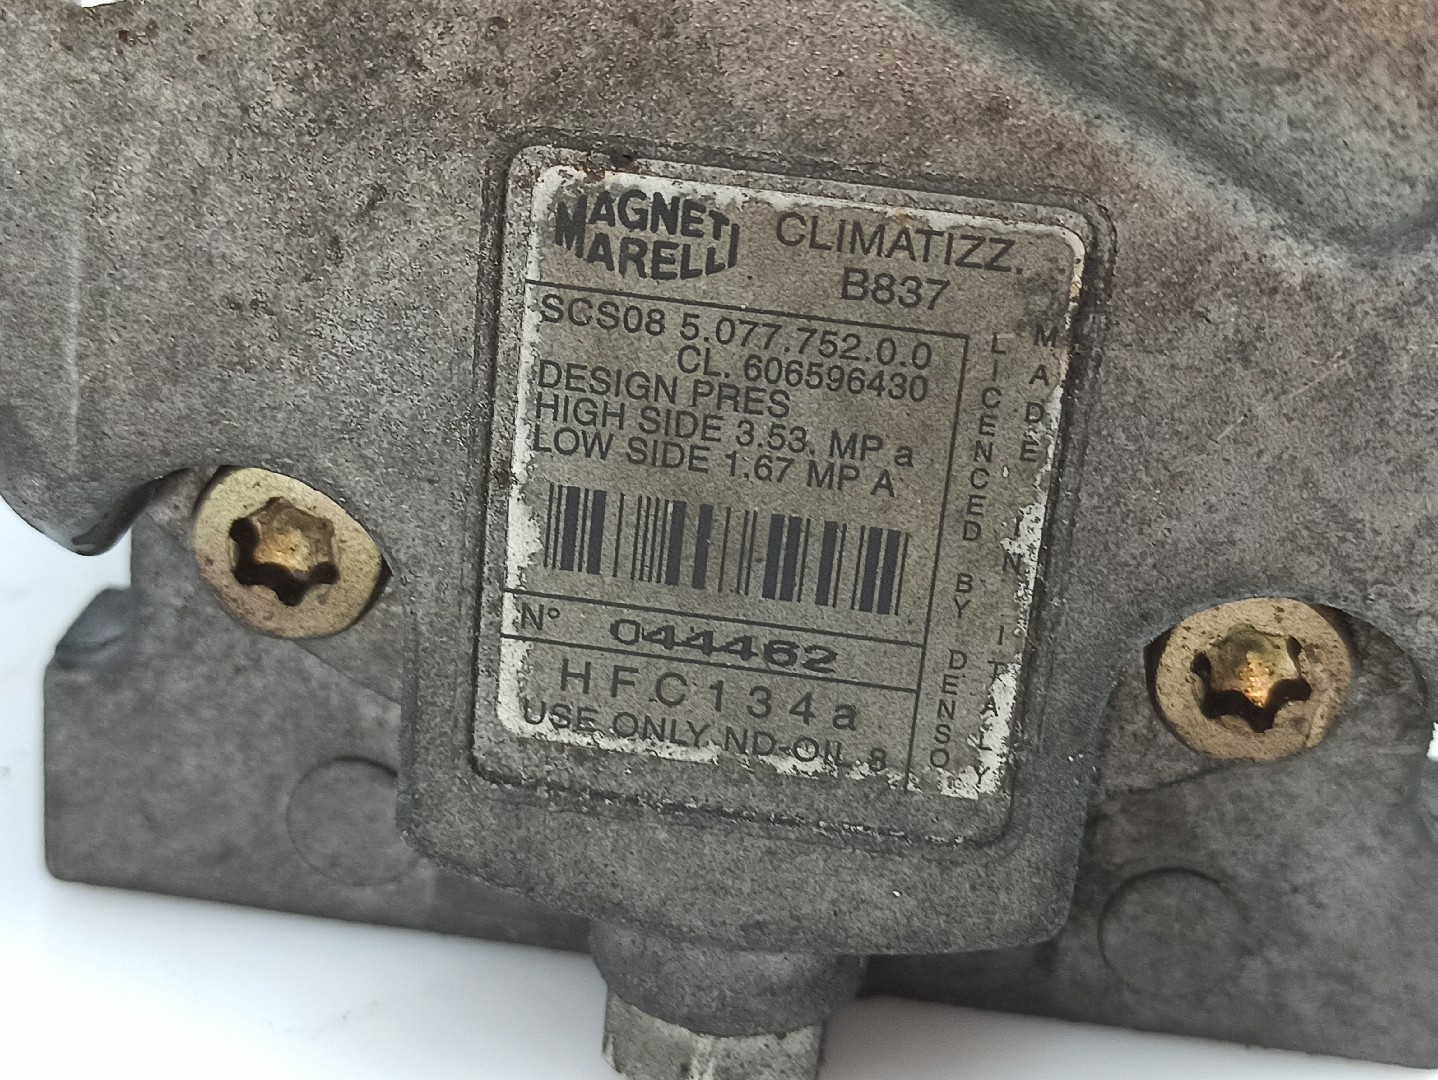 MAGNETI
MARELLI
CLIMATIZZ.
B837
SCS08 5.077.752.0.0
CL. 606596430
DESIGN PRES
HIGH SIDE 3.53. MP a
LOW SIDE 1.67 MP A
N° 044462
HFC134a
USE ONLY ND-OIL 8
LICENCED BY DENSO
MADE IN ITALY